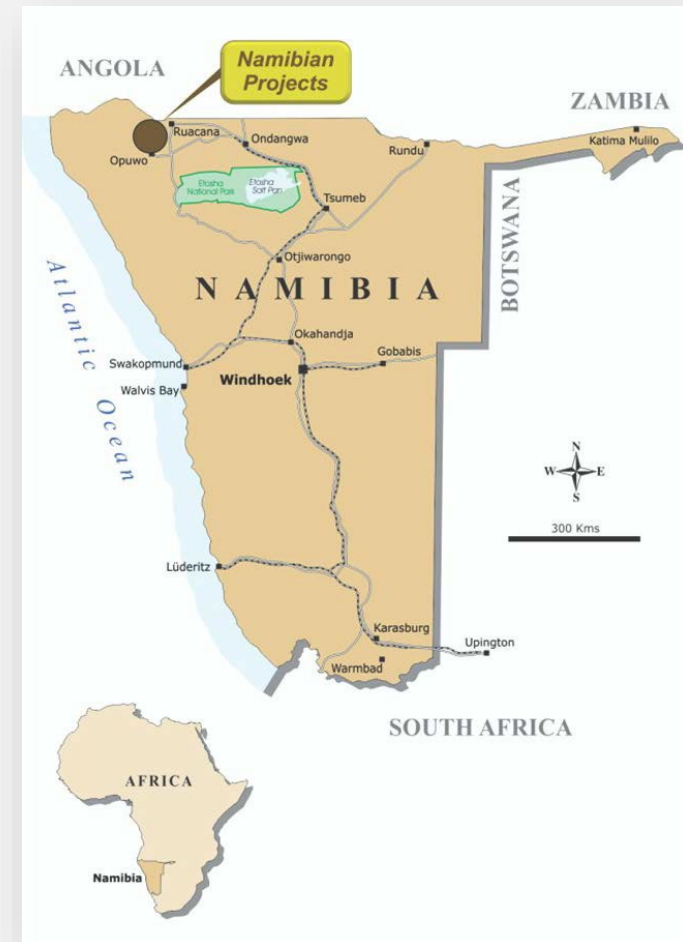 ANGOLA
Namibian
Projects
ZAMBIA
Ruacana
Ondangwa
Rundu
Katima Mulilo
Opuwo
Etosha
National Park
Etosha
Salt Pan
Tsumeb
BOTSWANA
Otjiwarongo
NAMIBIA
Atlantic Ocean
Okahandja
Gobabis
Swakopmund
Windhoek
Walvis Bay
N
W E
S
300 Kms
Lüderitz
Karasburg
Upington
Warmbad
SOUTH AFRICA
AFRICA
Namibia